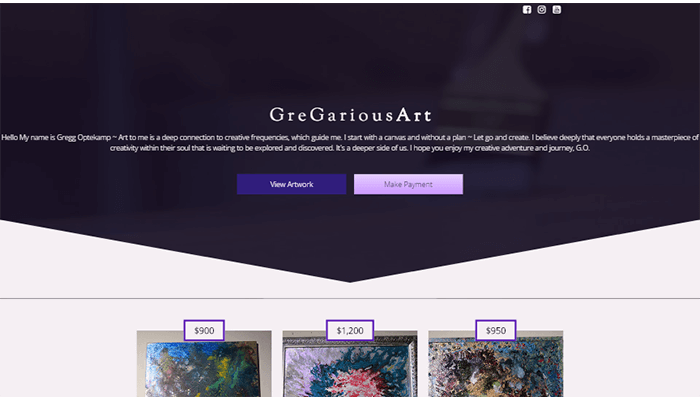 GreGariousArt
Hello My name is Gregg Optekamp ~ Art to me is a deep connection to creative frequencies, which guide me. I start with a canvas and without a plan ~ Let go and create. I believe deeply that everyone holds a masterpiece of
creativity within their soul that is waiting to be explored and discovered. It's a deeper side of us. I hope you enjoy my creative adventure and journey, G.O.
View Artwork Make Payment
$900 $1,200 $950